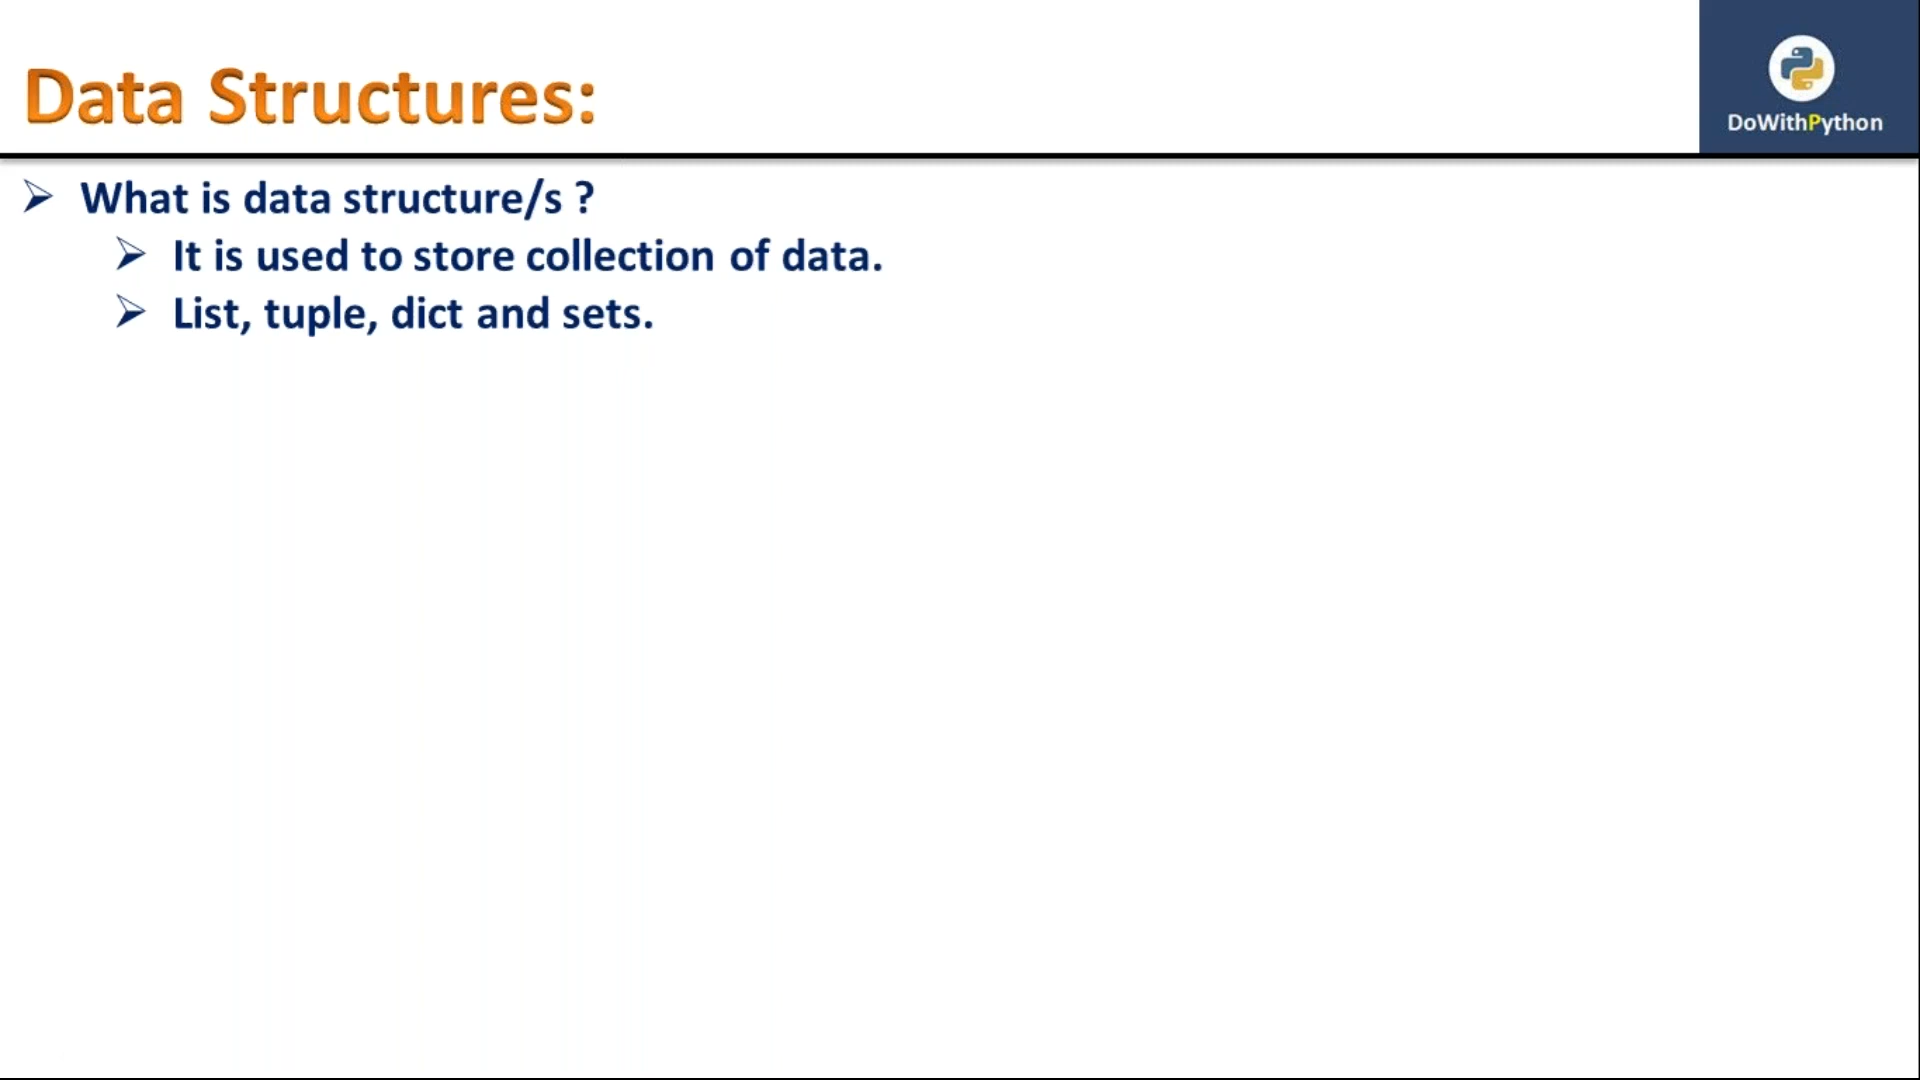 Data Structures:
DoWithPython
What is data structure/s ?
It is used to store collection of data.
List, tuple, dict and sets.